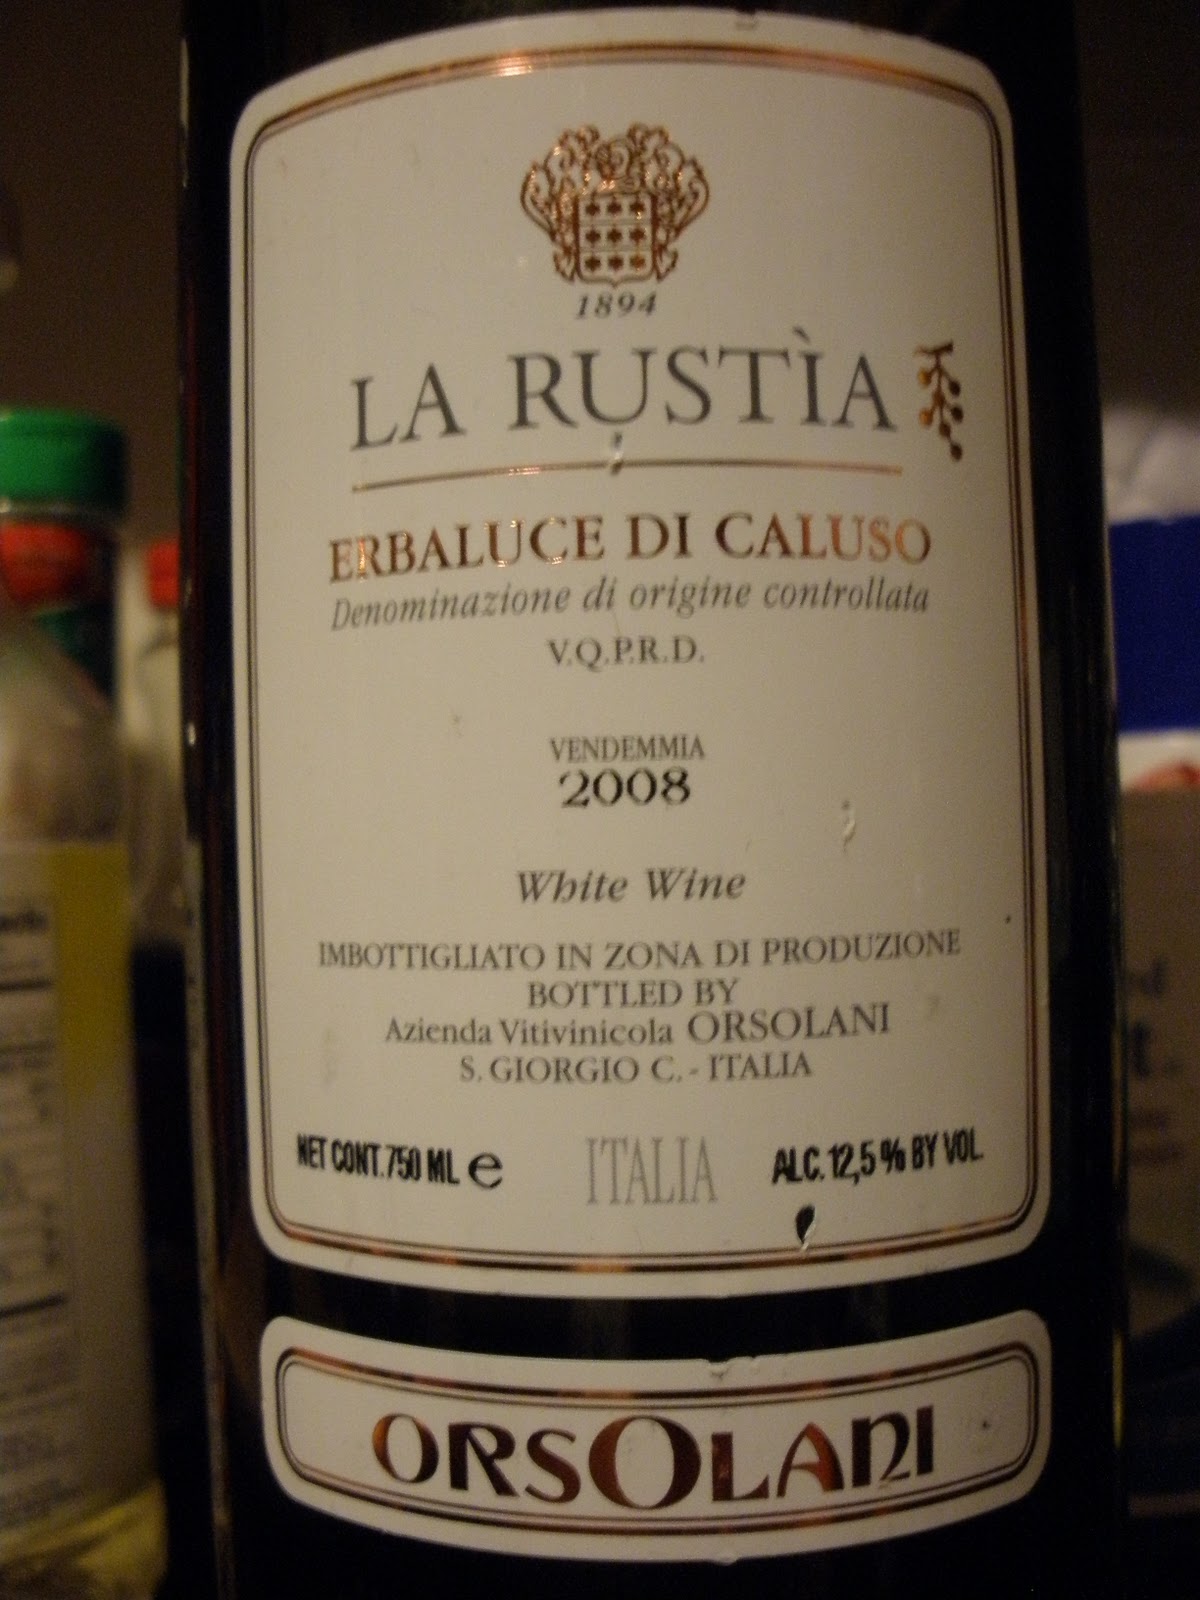 1894
LA RUSTÌA
ERBALUCE DI CALUSO
Denominazione di origine controllata
V.Q.P.R.D.
VENDEMMIA
2008
White Wine
IMBOTTIGLIATO IN ZONA DI PRODUZIONE
BOTTLED BY
Azienda Vitivinicola ORSOLANI
S. GIORGIO C. - ITALIA
NET CONT. 750 ML e
ITALIA
ALC. 12,5 % BY VOL.
ORSOLANI